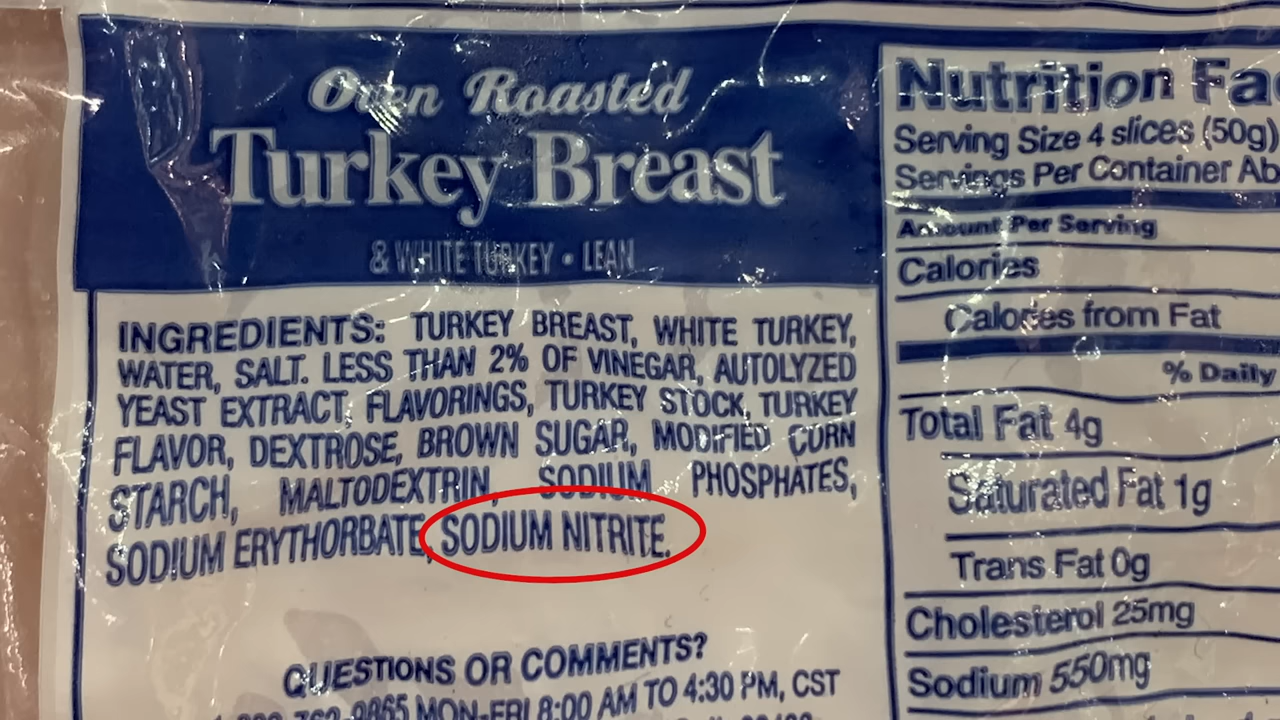 Oven Roasted
Turkey Breast
& WHITE TURKEY • LEAN
INGREDIENTS: TURKEY BREAST, WHITE TURKEY,
WATER, SALT. LESS THAN 2% OF VINEGAR, AUTOLYZED
YEAST EXTRACT, FLAVORINGS, TURKEY STOCK, TURKEY
FLAVOR, DEXTROSE, BROWN SUGAR, MODIFIED CORN
STARCH, MALTODEXTRIN, SODIUM PHOSPHATES,
SODIUM ERYTHORBATE, SODIUM NITRITE.
QUESTIONS OR COMMENTS?
MON-FRI 8:00 AM TO 4:30 PM, CST
Nutrition Fa
Serving Size 4 slices (50g)
Servings Per Container Ab
Amount Per Serving
Calories
Calories from Fat
% Daily
Total Fat 4g
Saturated Fat 1g
Trans Fat 0g
Cholesterol 25mg
Sodium 550mg